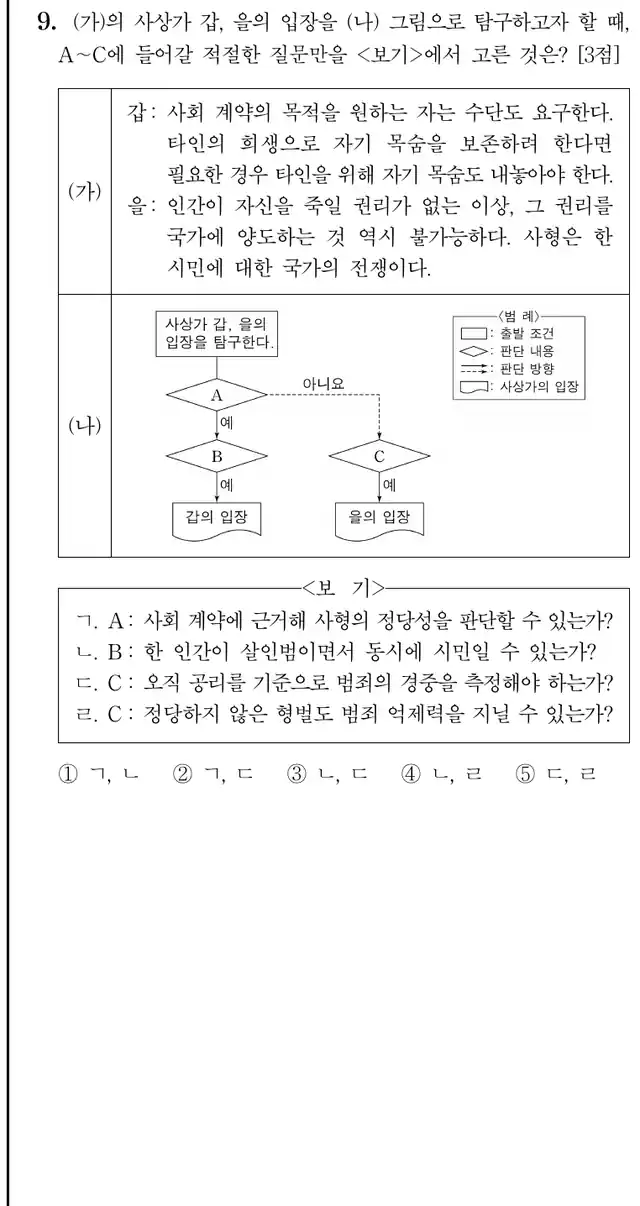 9. (가)의 사상가 갑, 을의 입장을 (나) 그림으로 탐구하고자 할 때,
A~C에 들어갈 적절한 질문만을 <보기>에서 고른 것은? [3점]
(가)
갑: 사회 계약의 목적을 원하는 자는 수단도 요구한다.
타인의 희생으로 자기 목숨을 보존하려 한다면
필요한 경우 타인을 위해 자기 목숨도 내놓아야 한다.
을: 인간이 자신을 죽일 권리가 없는 이상, 그 권리를
국가에 양도하는 것 역시 불가능하다. 사형은 한
시민에 대한 국가의 전쟁이다.
(나)
사상가 갑, 을의
입장을 탐구한다.
A
아니요
예
B
C
예
예
갑의 입장
을의 입장
<범 례>
: 출발 조건
: 판단 내용
: 판단 방향
: 사상가의 입장
<보 기>
ㄱ. A: 사회 계약에 근거해 사형의 정당성을 판단할 수 있는가?
ㄴ. B: 한 인간이 살인범이면서 동시에 시민일 수 있는가?
ㄷ. C: 오직 공리를 기준으로 범죄의 경중을 측정해야 하는가?
ㄹ. C: 정당하지 않은 형벌도 범죄 억제력을 지닐 수 있는가?
① ㄱ, ㄴ ② ㄱ, ㄷ ③ ㄴ, ㄷ ④ ㄴ, ㄹ ⑤ ㄷ, ㄹ